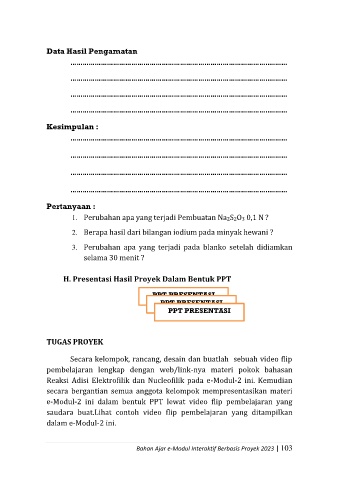 Data Hasil Pengamatan
................................................................................................
................................................................................................
................................................................................................
................................................................................................
Kesimpulan :
................................................................................................
................................................................................................
................................................................................................
................................................................................................
Pertanyaan :
1. Perubahan apa yang terjadi Pembuatan Na₂S₂O₃ 0,1 N ?
2. Berapa hasil dari bilangan iodium pada minyak hewani ?
3. Perubahan apa yang terjadi pada blanko setelah didiamkan
selama 30 menit ?
H. Presentasi Hasil Proyek Dalam Bentuk PPT
PPT PRESENTASI
PPT PRESENTASI
PPT PRESENTASI
TUGAS PROYEK
Secara kelompok, rancang, desain dan buatlah sebuah video flip
pembelajaran lengkap dengan web/link-nya materi pokok bahasan
Reaksi Adisi Elektrofilik dan Nucleofilik pada e-Modul-2 ini. Kemudian
secara bergantian semua anggota kelompok mempresentasikan materi
e-Modul-2 ini dalam bentuk PPT lewat video flip pembelajaran yang
saudara buat.Lihat contoh video flip pembelajaran yang ditampilkan
dalam e-Modul-2 ini.
Bahan Ajar e-Modul Interaktif Berbasis Proyek 2023 | 103